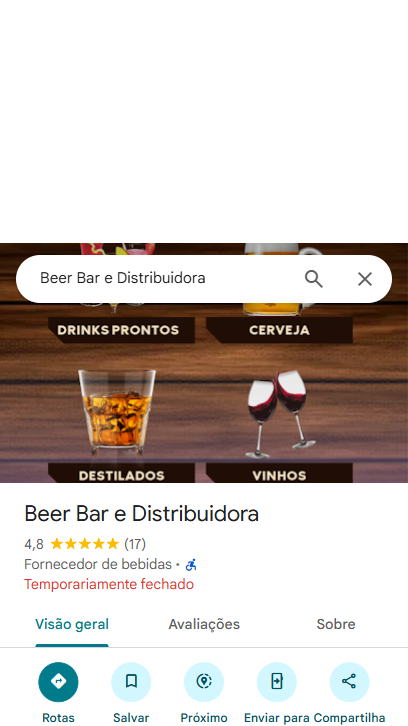 Beer Bar e Distribuidora
DRINKS PRONTOS
CERVEJA
DESTILADOS
VINHOS
Beer Bar e Distribuidora
4,8 ★★★★★ (17)
Fornecedor de bebidas ·
Temporariamente fechado
Visão geral
Avaliações
Sobre
Rotas
Salvar
Próximo
Enviar para
Compartilha